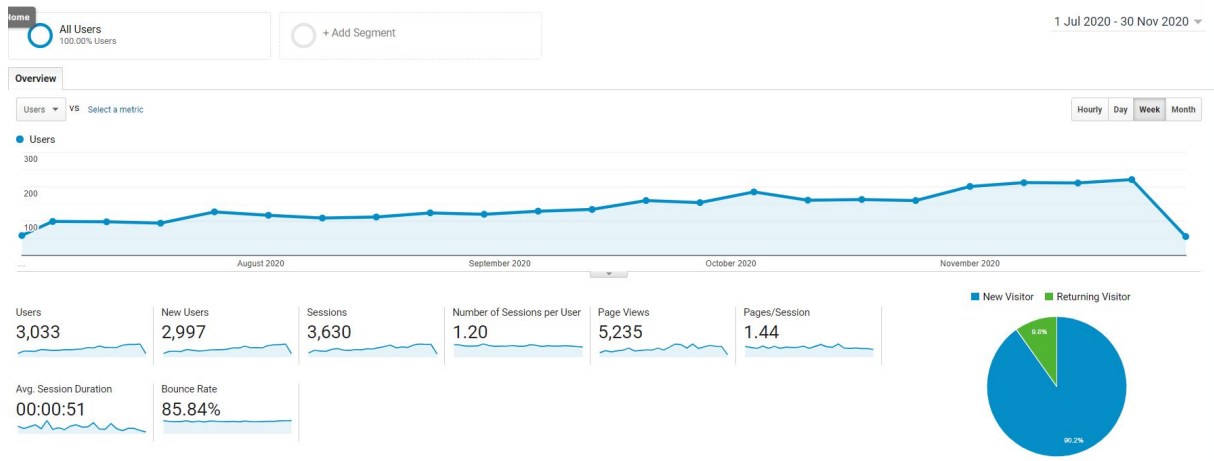 Home
All Users
100.00% Users
+ Add Segment
1 Jul 2020 - 30 Nov 2020
Overview
Users VS Select a metric
Hourly Day Week Month
Users
300
200
100
...
August 2020 September 2020 October 2020 November 2020
New Visitor Returning Visitor
Users New Users Sessions Number of Sessions per User Page Views Pages/Session
3,033 2,997 3,630 1.20 5,235 1.44
9.8%
Avg. Session Duration Bounce Rate
00:00:51 85.84%
90.2%